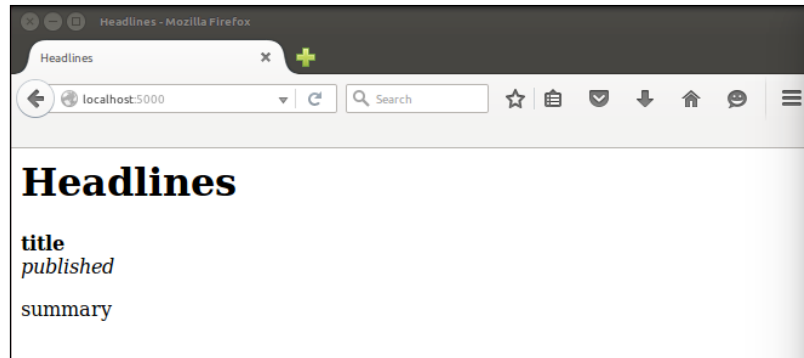 Headlines - Mozilla Firefox
Headlines
localhost:5000
Search
Headlines
title
published
summary